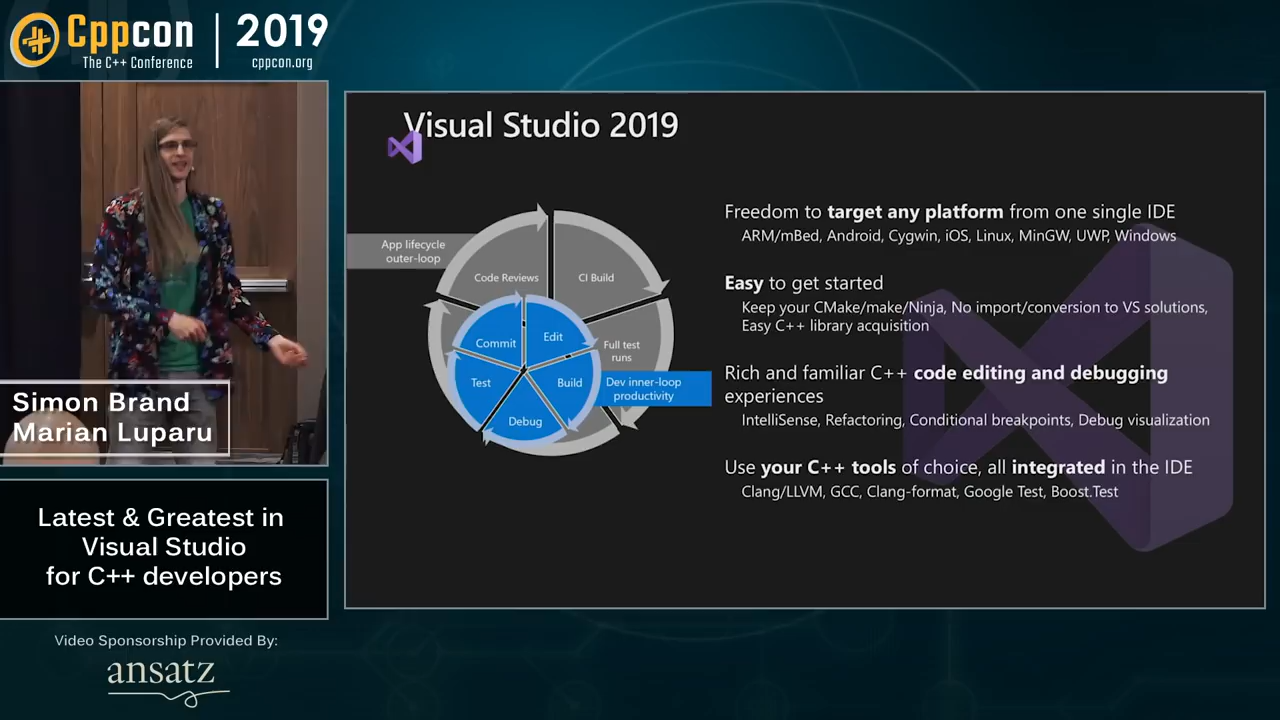 Cppcon
The C++ Conference
2019
cppcon.org
Simon Brand
Marian Luparu
Latest & Greatest in
Visual Studio
for C++ developers
Video Sponsorship Provided By:
ansatz
Visual Studio 2019
App lifecycle
outer-loop
Code Reviews
CI Build
Full test
runs
Commit
Edit
Test
Build
Debug
Dev inner-loop
productivity
Freedom to target any platform from one single IDE
ARM/mBed, Android, Cygwin, iOS, Linux, MinGW, UWP, Windows
Easy to get started
Keep your CMake/make/Ninja, No import/conversion to VS solutions,
Easy C++ library acquisition
Rich and familiar C++ code editing and debugging
experiences
IntelliSense, Refactoring, Conditional breakpoints, Debug visualization
Use your C++ tools of choice, all integrated in the IDE
Clang/LLVM, GCC, Clang-format, Google Test, Boost.Test